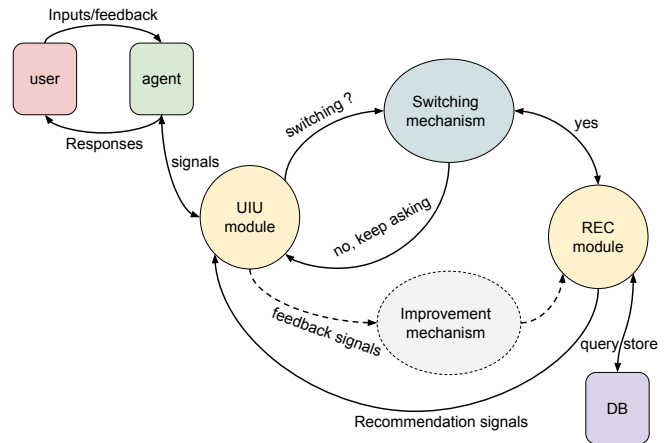 Inputs/feedback
user
agent
Responses
signals
switching ?
Switching
mechanism
yes
UIU
module
no, keep asking
REC
module
feedback signals
Improvement
mechanism
query store
DB
Recommendation signals